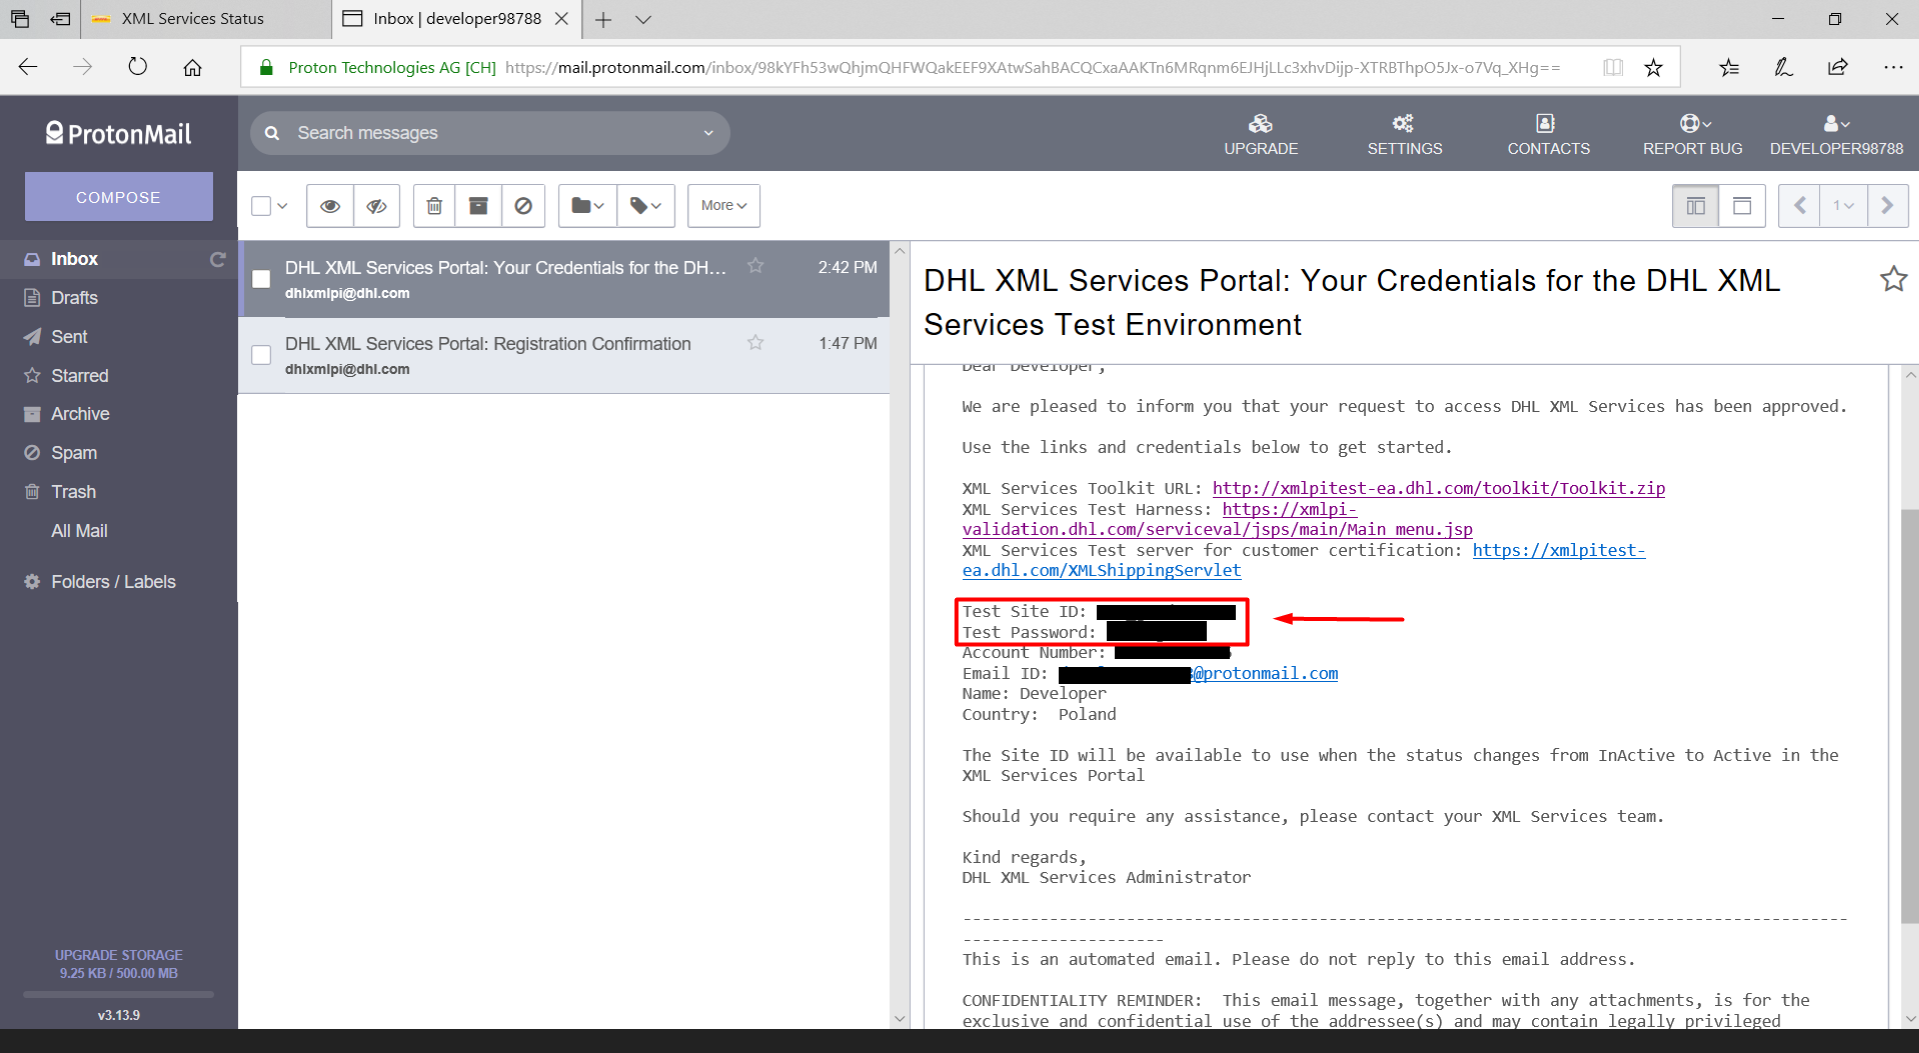 XML Services Status
Inbox | developer98788
Proton Technologies AG [CH] https://mail.protonmail.com/inbox/98kYFh53wQhjmQHFWQakEEF9XAtwSahBACQCxaAAKTn6MRqnm6EJHjLLc3xhvDijp-XTRBThpO5Jx-o7Vq_XHg==
ProtonMail
Search messages
UPGRADE
SETTINGS
CONTACTS
REPORT BUG
DEVELOPER98788
COMPOSE
More
1
Inbox
Drafts
Sent
Starred
Archive
Spam
Trash
All Mail
Folders / Labels
UPGRADE STORAGE
9.25 KB / 500.00 MB
v3.13.9
DHL XML Services Portal: Your Credentials for the DH... 2:42 PM
dhlxmlpi@dhl.com
DHL XML Services Portal: Registration Confirmation 1:47 PM
dhlxmlpi@dhl.com
DHL XML Services Portal: Your Credentials for the DHL XML
Services Test Environment
Dear Developer,
We are pleased to inform you that your request to access DHL XML Services has been approved.
Use the links and credentials below to get started.
XML Services Toolkit URL: http://xmlpitest-ea.dhl.com/toolkit/Toolkit.zip
XML Services Test Harness: https://xmlpi-
validation.dhl.com/serviceval/jsps/main/Main_menu.jsp
XML Services Test server for customer certification: https://xmlpitest-
ea.dhl.com/XMLShippingServlet
Test Site ID:
Test Password:
Account Number:
Email ID: @protonmail.com
Name: Developer
Country: Poland
The Site ID will be available to use when the status changes from InActive to Active in the
XML Services Portal
Should you require any assistance, please contact your XML Services team.
Kind regards,
DHL XML Services Administrator
--------------------------------------------------------------------------------------------
---------------------
This is an automated email. Please do not reply to this email address.
CONFIDENTIALITY REMINDER: This email message, together with any attachments, is for the
exclusive and confidential use of the addressee(s) and may contain legally privileged